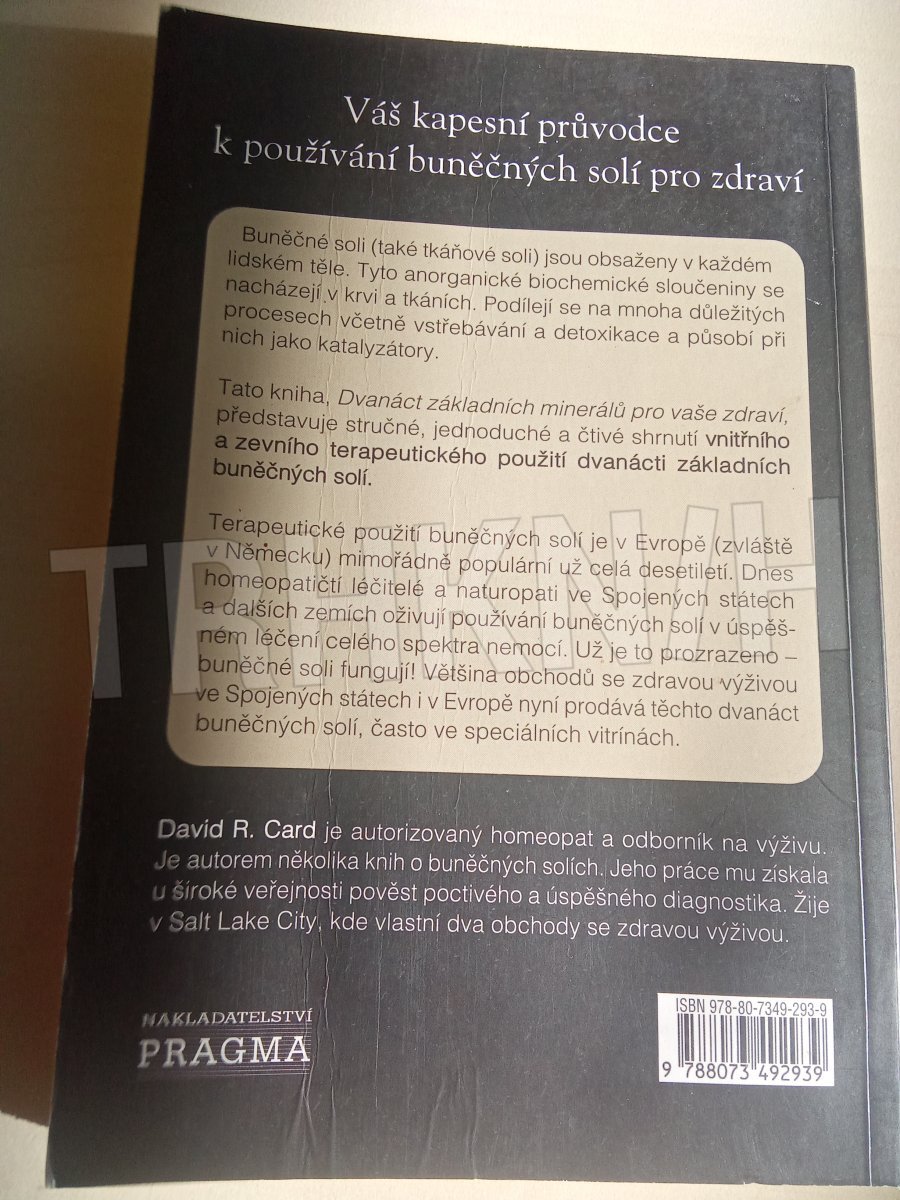 Váš kapesní průvodce
k používání buněčných solí pro zdraví
Buněčné soli (také tkáňové soli) jsou obsaženy v každém
lidském těle. Tyto anorganické biochemické sloučeniny se
nacházejí v krvi a tkáních. Podílejí se na mnoha důležitých
procesech včetně vstřebávání a detoxikace a působí při
nich jako katalyzátory.
Tato kniha, Dvanáct základních minerálů pro vaše zdraví,
představuje stručné, jednoduché a čtivé shrnutí vnitřního
a zevního terapeutického použití dvanácti základních
buněčných solí.
Terapeutické použití buněčných solí je v Evropě (zvláště
v Německu) mimořádně populární už celá desetiletí. Dnes
homeopatičtí léčitelé a naturopati ve Spojených státech
a dalších zemích oživují používání buněčných solí v úspěš-
ném léčení celého spektra nemocí. Už je to prozrazeno –
buněčné soli fungují! Většina obchodů se zdravou výživou
ve Spojených státech i v Evropě nyní prodává těchto dvanáct
buněčných solí, často ve speciálních vitrínách.
David R. Card je autorizovaný homeopat a odborník na výživu.
Je autorem několika knih o buněčných solích. Jeho práce mu získala
u široké veřejnosti pověst poctivého a úspěšného diagnostika. Žije
v Salt Lake City, kde vlastní dva obchody se zdravou výživou.
NAKLADATELSTVÍ
PRAGMA
ISBN 978-80-7349-293-9
9 788073 492939